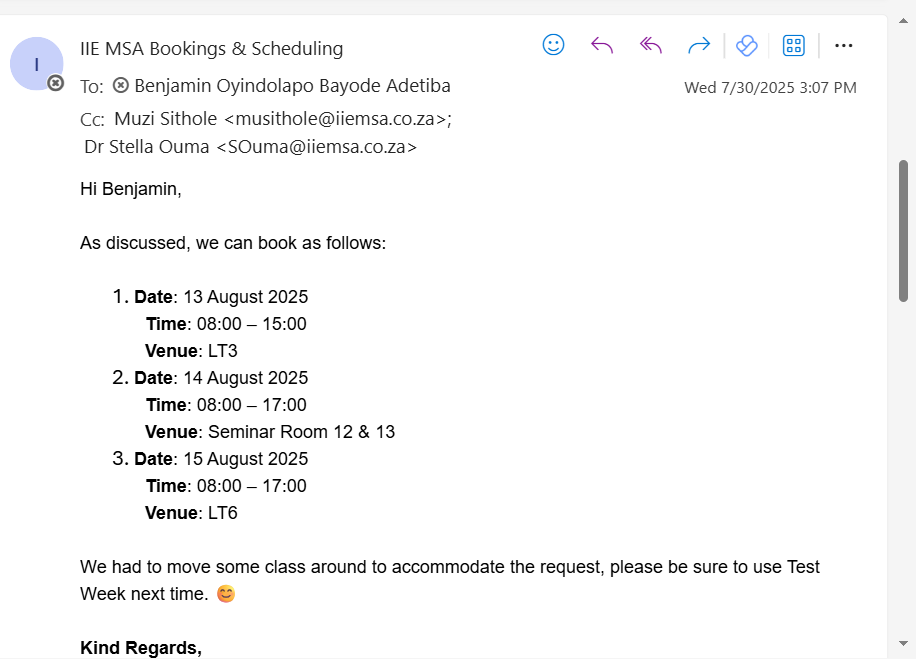 I
IIE MSA Bookings & Scheduling
To: Benjamin Oyindolapo Bayode Adetiba
Wed 7/30/2025 3:07 PM
Cc: Muzi Sithole <musithole@iiemsa.co.za>;
Dr Stella Ouma <SOuma@iiemsa.co.za>
Hi Benjamin,
As discussed, we can book as follows:
1. Date: 13 August 2025
Time: 08:00 – 15:00
Venue: LT3
2. Date: 14 August 2025
Time: 08:00 – 17:00
Venue: Seminar Room 12 & 13
3. Date: 15 August 2025
Time: 08:00 – 17:00
Venue: LT6
We had to move some class around to accommodate the request, please be sure to use Test
Week next time. 😊
Kind Regards,